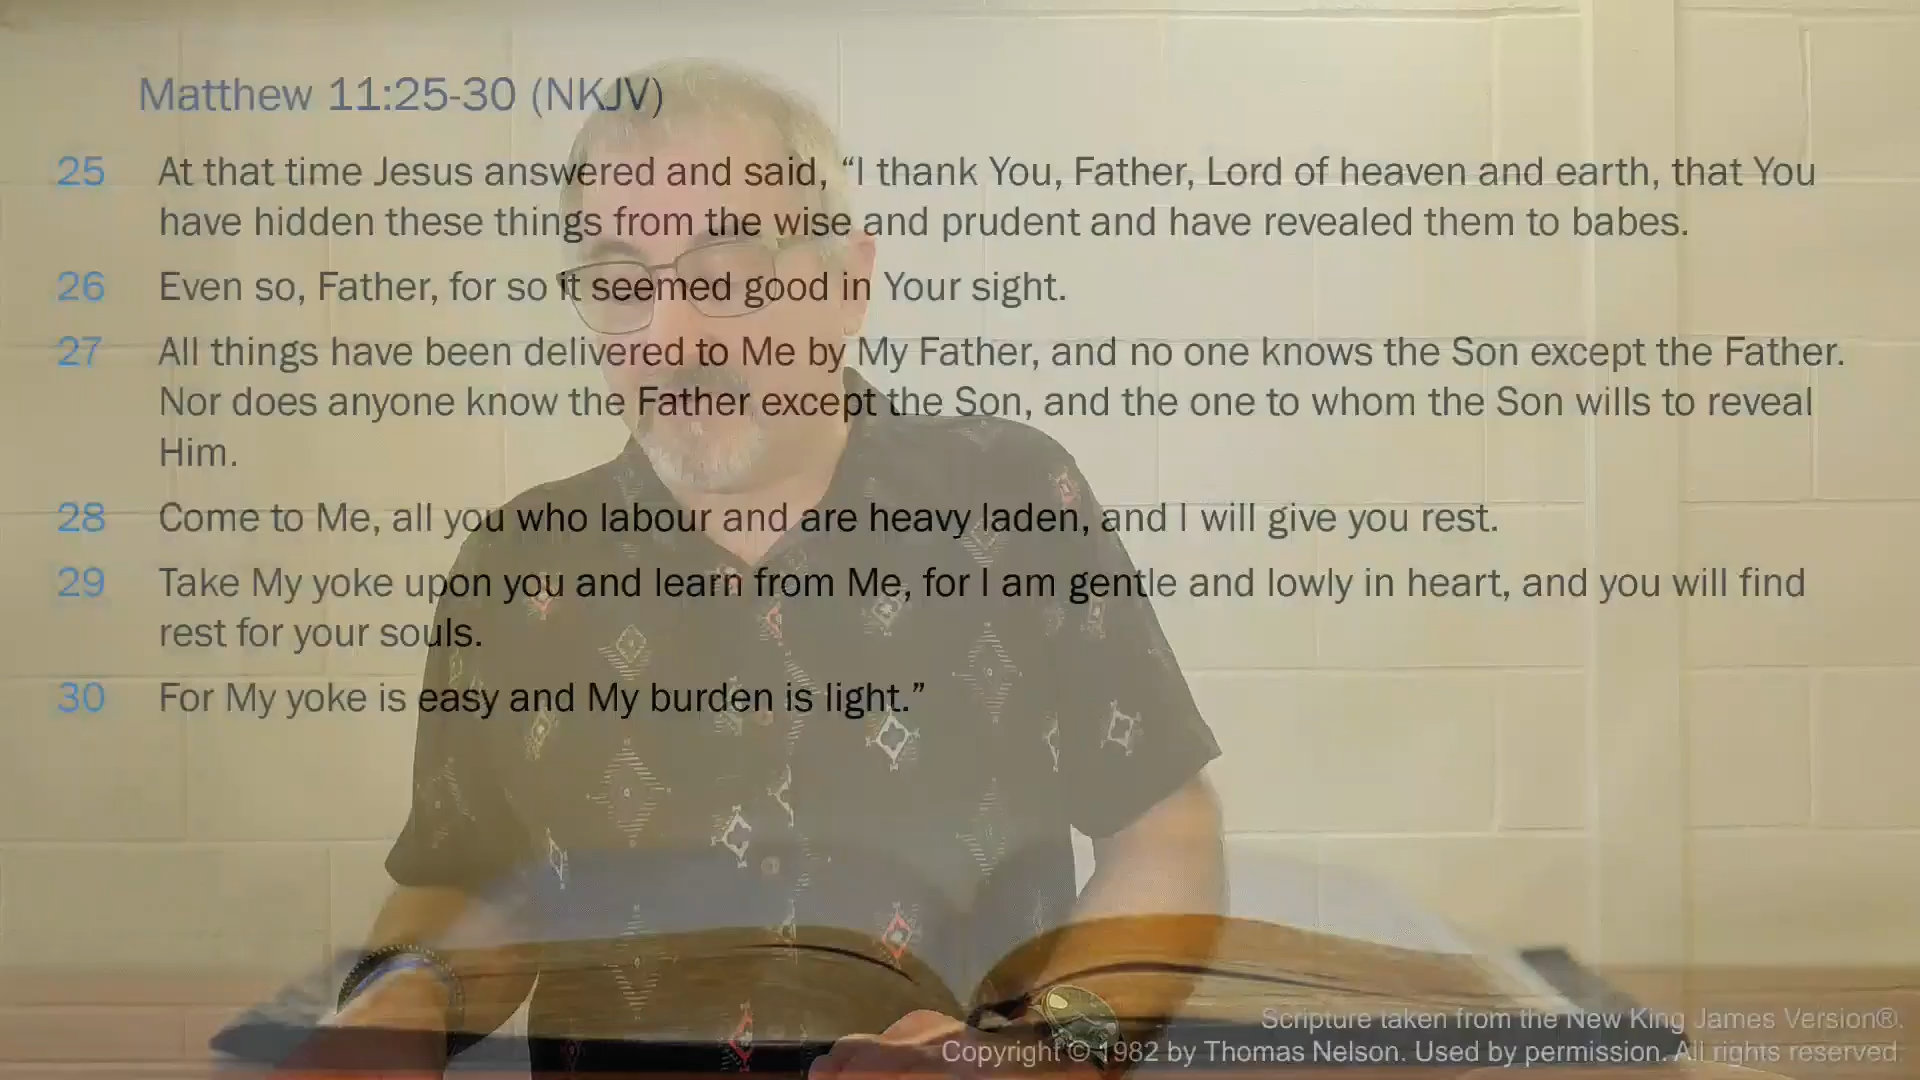 Matthew 11:25-30 (NKJV)
25 At that time Jesus answered and said, “I thank You, Father, Lord of heaven and earth, that You
have hidden these things from the wise and prudent and have revealed them to babes.
26 Even so, Father, for so it seemed good in Your sight.
27 All things have been delivered to Me by My Father, and no one knows the Son except the Father.
Nor does anyone know the Father except the Son, and the one to whom the Son wills to reveal
Him.
28 Come to Me, all you who labour and are heavy laden, and I will give you rest.
29 Take My yoke upon you and learn from Me, for I am gentle and lowly in heart, and you will find
rest for your souls.
30 For My yoke is easy and My burden is light.”
Scripture taken from the New King James Version®.
Copyright © 1982 by Thomas Nelson. Used by permission. All rights reserved.